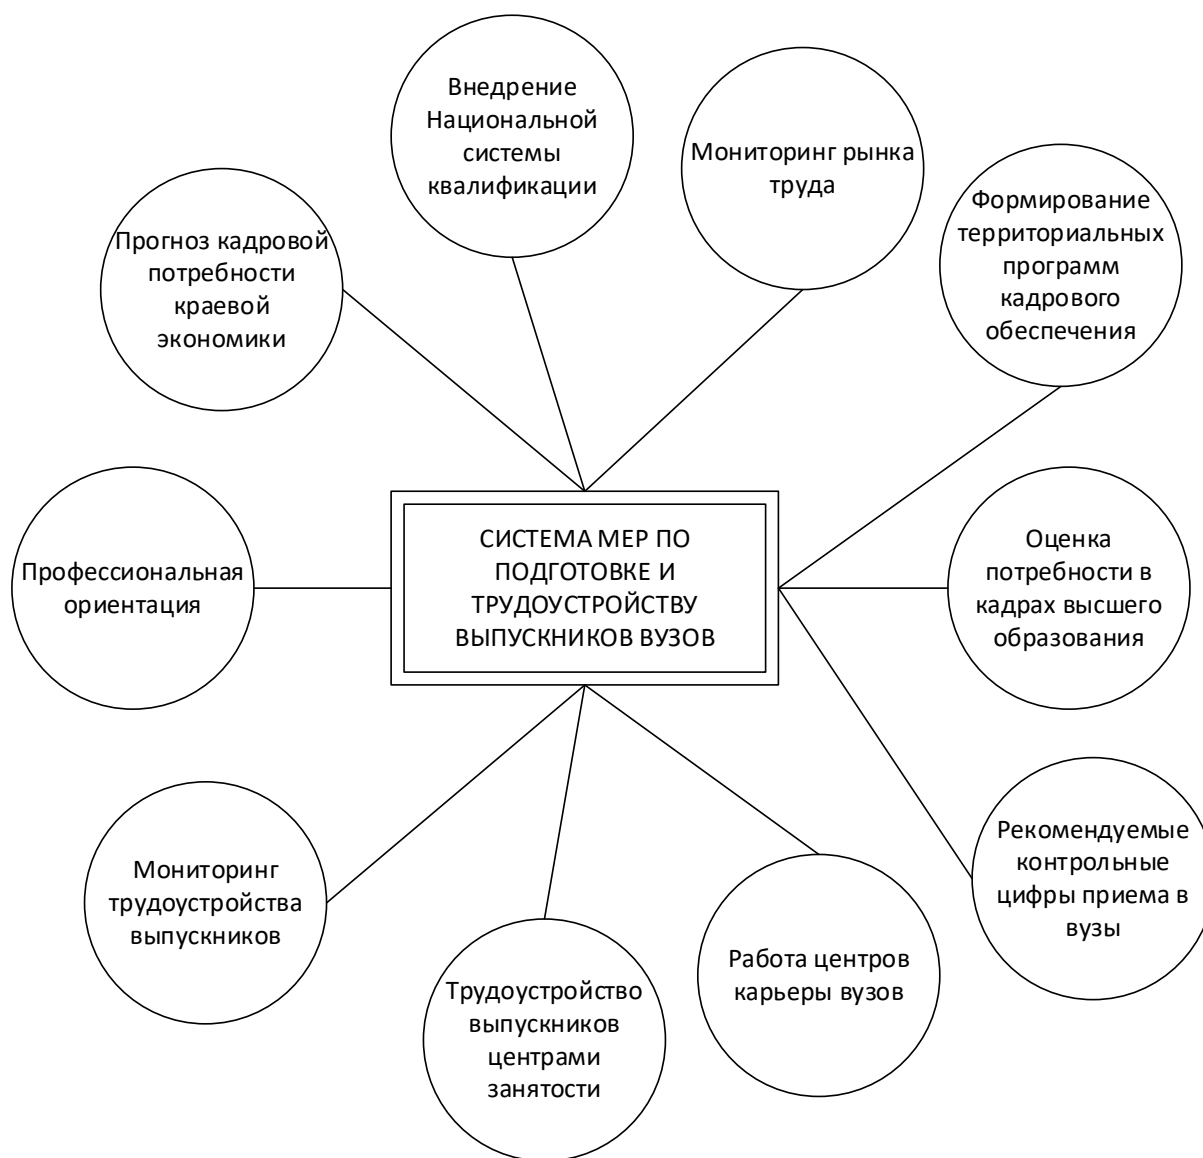 Внедрение
Национальной
системы
квалификации
Мониторинг рынка
труда
Формирование
территориальных
программ
кадрового
обеспечения
Прогноз кадровой
потребности
краевой
экономики
СИСТЕМА МЕР ПО
ПОДГОТОВКЕ И
ТРУДОУСТРОЙСТВУ
ВЫПУСКНИКОВ ВУЗОВ
Оценка
потребности в
кадрах высшего
образования
Профессиональная
ориентация
Рекомендуемые
контрольные
цифры приема в
вузы
Мониторинг
трудоустройства
выпускников
Работа центров
карьеры вузов
Трудоустройство
выпускников
центрами
занятости